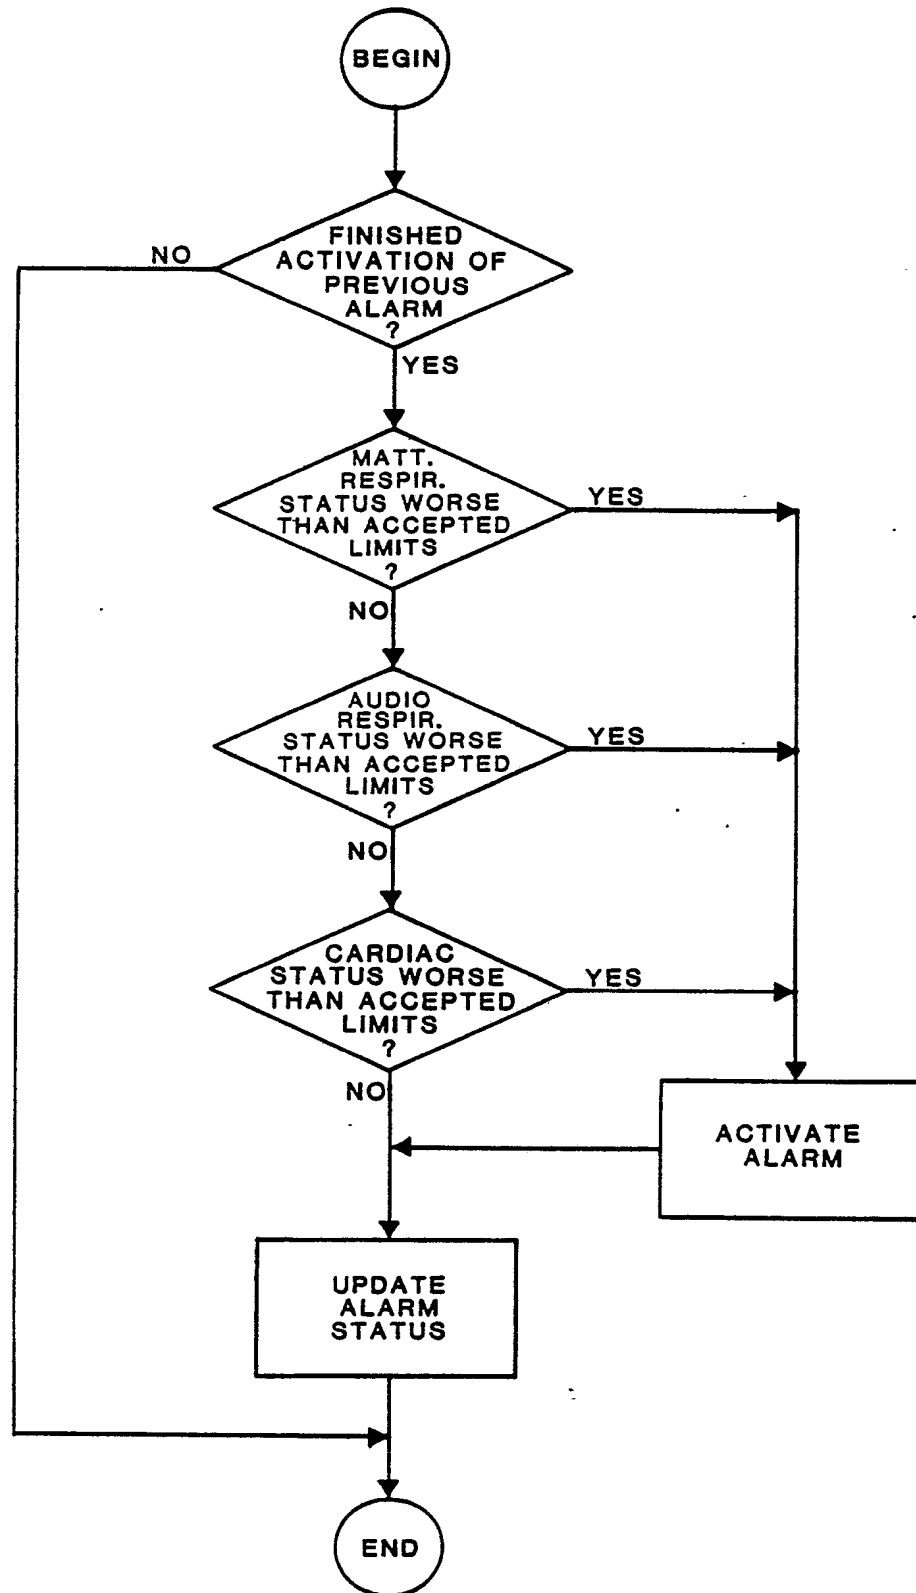 BEGIN
FINISHED
ACTIVATION OF
PREVIOUS
ALARM
?
NO
YES
MATT.
RESPIR.
STATUS WORSE
THAN ACCEPTED
LIMITS
?
YES
NO
AUDIO
RESPIR.
STATUS WORSE
THAN ACCEPTED
LIMITS
?
YES
NO
CARDIAC
STATUS WORSE
THAN ACCEPTED
LIMITS
?
YES
NO
ACTIVATE
ALARM
UPDATE
ALARM
STATUS
END